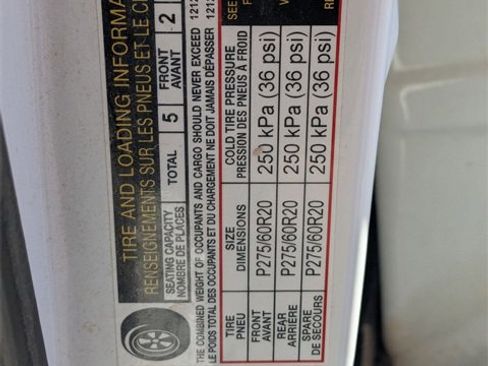 TIRE AND LOADING INFORMA
RENSEIGNEMENTS SUR LES PNEUS ET LE C
SEATING CAPACITY
NOMBRE DE PLACES
TOTAL 5 FRONT
AVANT 2
THE COMBINED WEIGHT OF OCCUPANTS AND CARGO SHOULD NEVER EXCEED 121
LE POIDS TOTAL DES OCCUPANTS ET DU CHARGEMENT NE DOIT JAMAIS DÉPASSER 121
TIRE
PNEU
SIZE
DIMENSIONS
COLD TIRE PRESSURE
PRESSION DES PNEUS À FROID
SEE
FRONT
AVANT
P275/60R20 250 kPa (36 psi)
REAR
ARRIÈRE
P275/60R20 250 kPa (36 psi)
SPARE
DE SECOURS
P275/60R20 250 kPa (36 psi)
RE